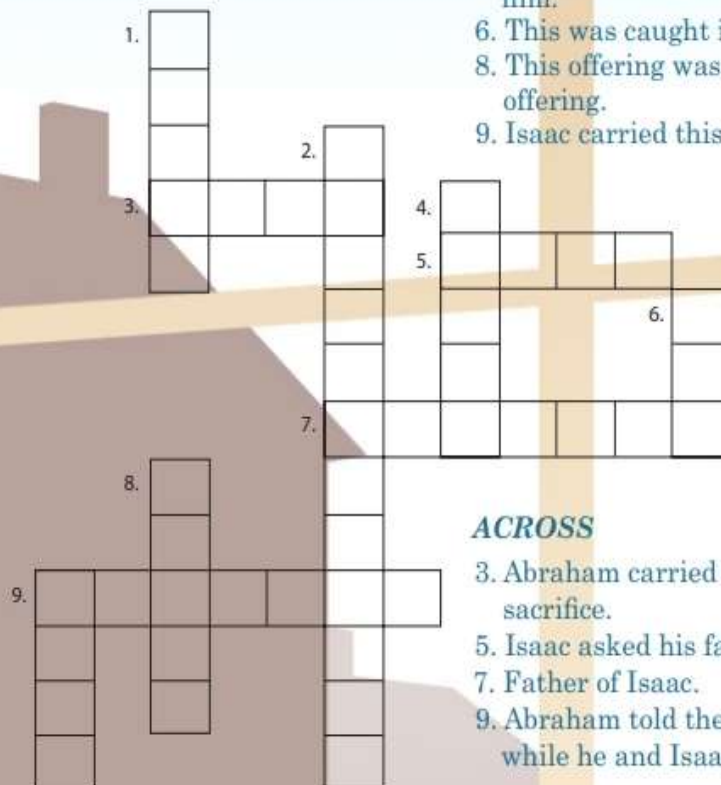 him.
6. This was caught i
8. This offering was
offering.
9. Isaac carried this
1.
2.
3.
4.
5.
6.
7.
8.
9.
ACROSS
3. Abraham carried
sacrifice.
5. Isaac asked his fa
7. Father of Isaac.
9. Abraham told the
while he and Isaa